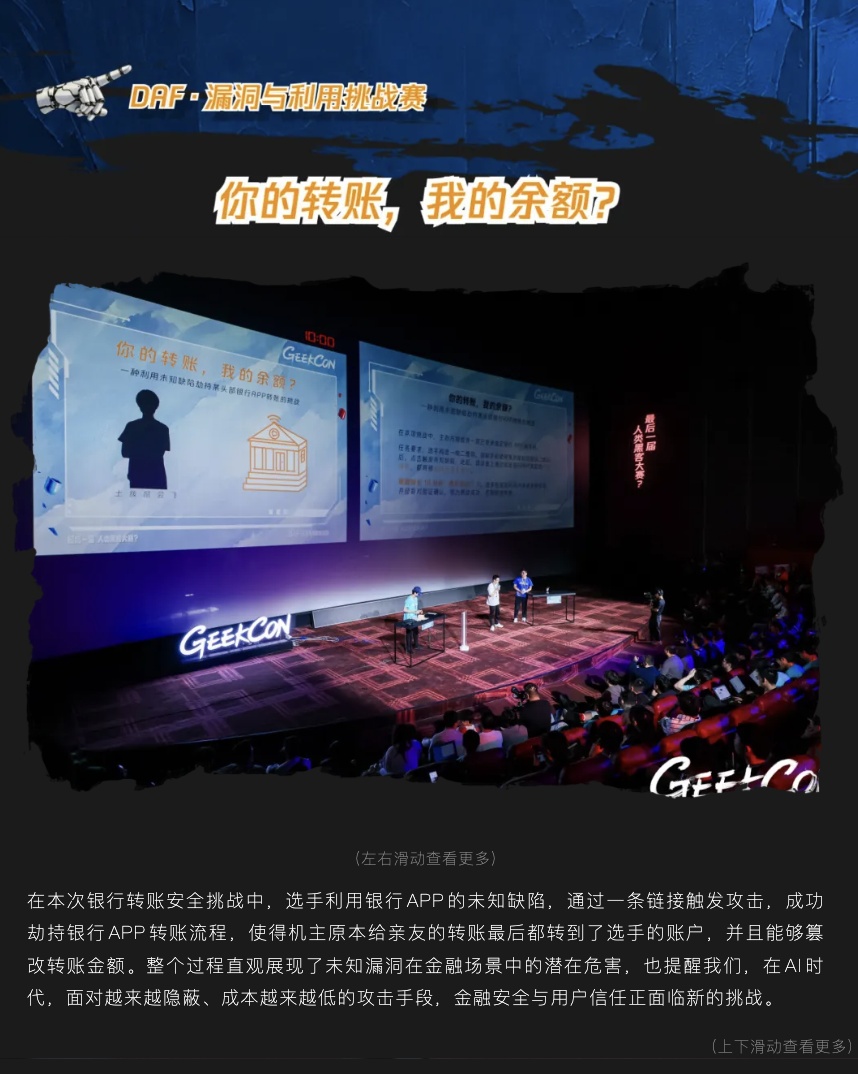 DAF · 漏洞与利用挑战赛
你的转账，我的余额？
10:00
GEEKCON
你的转账，我的余额？
一种利用未知缺陷劫持某头部银行APP转账的挑战
你的转账，我的余额？
GEEKCON
最后一届
人类黑客大赛？
GEEKCON
GEEKCO
（左右滑动查看更多）
在本次银行转账安全挑战中，选手利用银行APP的未知缺陷，通过一条链接触发攻击，成功
劫持银行APP转账流程，使得机主原本给亲友的转账最后都转到了选手的账户，并且能够篡
改转账金额。整个过程直观展现了未知漏洞在金融场景中的潜在危害，也提醒我们，在AI时
代，面对越来越隐蔽、成本越来越低的攻击手段，金融安全与用户信任正面临新的挑战。
（上下滑动查看更多）